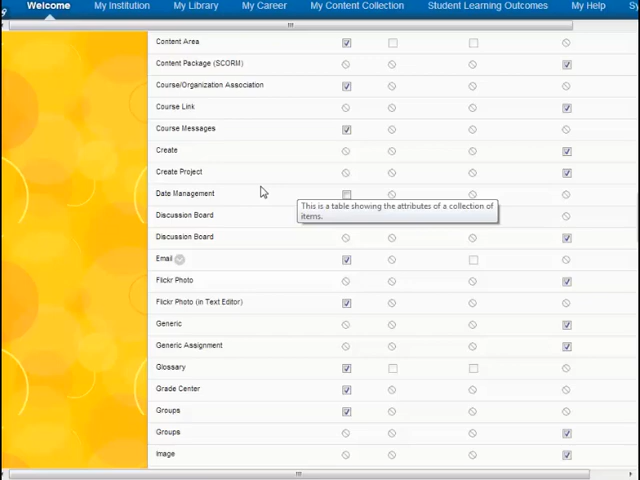 Welcome My Institution My Library My Career My Content Collection Student Learning Outcomes My Help
Content Area
Content Package (SCORM)
Course/Organization Association
Course Link
Course Messages
Create
Create Project
Date Management
This is a table showing the attributes of a collection of
items.
Discussion Board
Discussion Board
Email
Flickr Photo
Flickr Photo (in Text Editor)
Generic
Generic Assignment
Glossary
Grade Center
Groups
Groups
Image